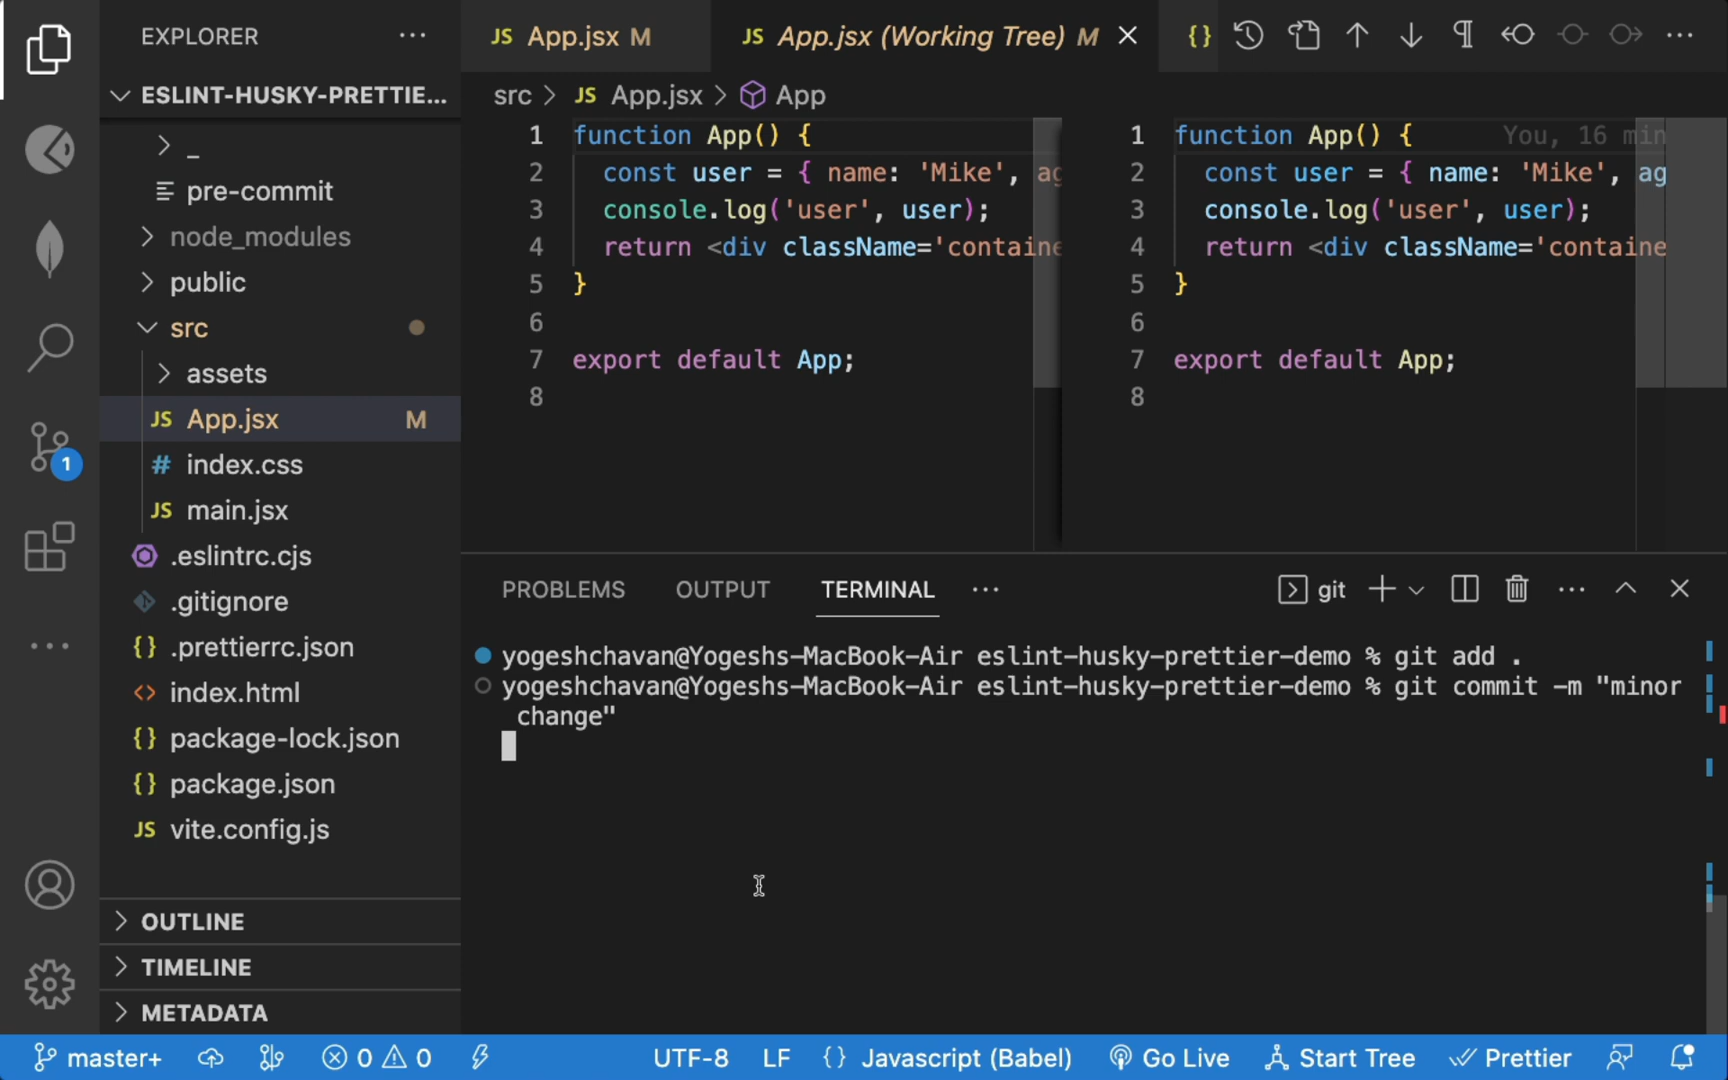 EXPLORER ...
ESLINT-HUSKY-PRETTIE...
_
pre-commit
node_modules
public
src
assets
JS App.jsx M
# index.css
JS main.jsx
.eslintrc.cjs
.gitignore
{} .prettierrc.json
<> index.html
{} package-lock.json
{} package.json
JS vite.config.js
OUTLINE
TIMELINE
METADATA
1
JS App.jsx M
JS App.jsx (Working Tree) M
{}
src > JS App.jsx > App
1 function App() {
2 const user = { name: 'Mike', ag
3 console.log('user', user);
4 return <div className='containe
5 }
6
7 export default App;
8
1 function App() { You, 16 min
2 const user = { name: 'Mike', ag
3 console.log('user', user);
4 return <div className='containe
5 }
6
7 export default App;
8
PROBLEMS OUTPUT TERMINAL ... git
yogeshchavan@Yogeshs-MacBook-Air eslint-husky-prettier-demo % git add .
yogeshchavan@Yogeshs-MacBook-Air eslint-husky-prettier-demo % git commit -m "minor
change"
master+ 0 0 UTF-8 LF {} Javascript (Babel) Go Live Start Tree Prettier